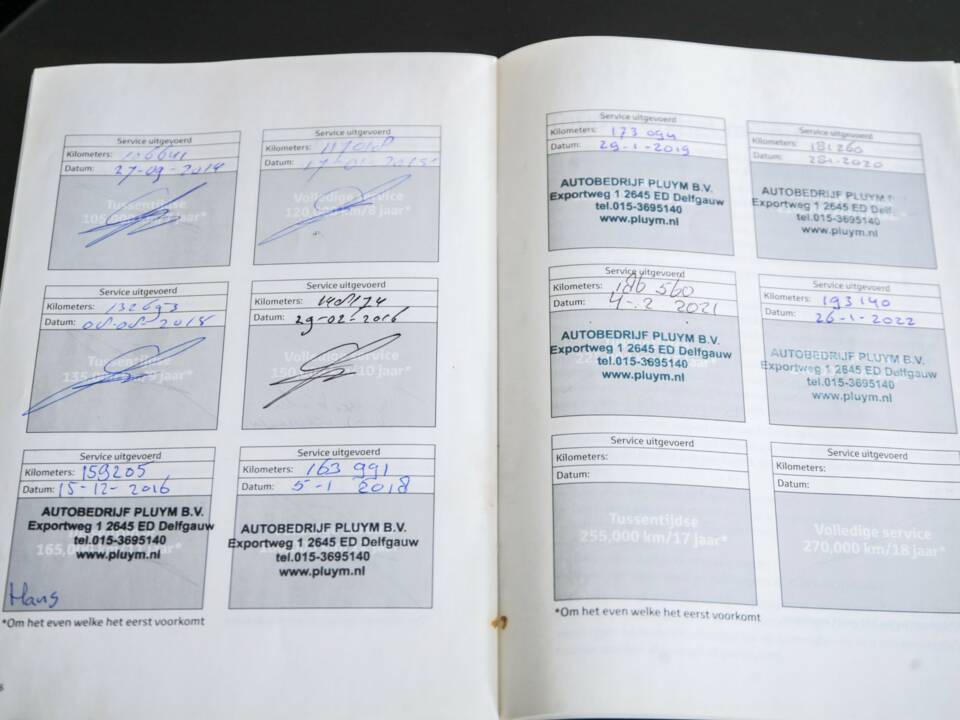 Service uitgevoerd
Kilometers:
Datum: 27-09-2014
Tussentijdse
105,000 km/7 jaar*
Service uitgevoerd
Kilometers: 117018
Datum:
Volledige service
120,000 km/8 jaar*
Service uitgevoerd
Kilometers: 132693
Datum:
Tussentijdse
135,000 km/9 jaar*
Service uitgevoerd
Kilometers: 148174
Datum: 29-02-2016
Volledige service
150,000 km/10 jaar*
Service uitgevoerd
Kilometers: 159205
Datum: 15-12-2016
AUTOBEDRIJF PLUYM B.V.
Exportweg 1 2645 ED Delfgauw
tel.015-3695140
www.pluym.nl
165,000
jaar*
Hans
Service uitgevoerd
Kilometers: 163 991
Datum: 5-1 2018
AUTOBEDRIJF PLUYM B.V.
Exportweg 1 2645 ED Delfgauw
tel.015-3695140
www.pluym.nl
*Om het even welke het eerst voorkomt
Service uitgevoerd
Kilometers: 173 094
Datum: 29-1-2019
AUTOBEDRIJF PLUYM B.V.
Exportweg 1 2645 ED Delfgauw
tel.015-3695140
www.pluym.nl
Service uitgevoerd
Kilometers: 181260
Datum: 28-1-2020
AUTOBEDRIJF PLUYM
Exportweg 1 2645 ED Delf
tel.015-3695140
www.pluym.nl
Service uitgevoerd
Kilometers: 186 560
Datum: 4-2 2021
AUTOBEDRIJF PLUYM B.V.
Exportweg 1 2645 ED Delfgauw
tel.015-3695140
www.pluym.nl
Service uitgevoerd
Kilometers: 193140
Datum: 26-1-2022
AUTOBEDRIJF PLUYM B.V.
Exportweg 1 2645 ED Delfgauw
tel.015-3695140
www.pluym.nl
Service uitgevoerd
Kilometers:
Datum:
Tussentijdse
255,000 km/17 jaar*
Service uitgevoerd
Kilometers:
Datum:
Volledige service
270,000 km/18 jaar*
*Om het even welke het eerst voorkomt